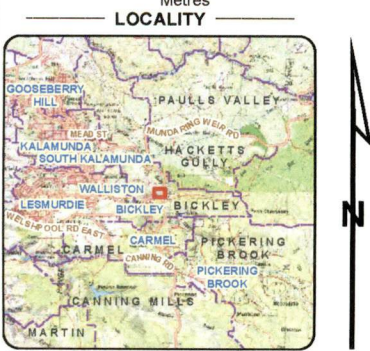 Metres
LOCALITY
GOOSEBERRY
HILL
PAULLS VALLEY
MEAD ST
MUNDARING WEIR RD
KALAMUNDA
SOUTH KALAMUNDA
HACKETTS
GULLY
WALLISTON
LESMURDIE
BICKLEY
BICKLEY
WELSHPOOL RD EAST
CARMEL
CARMEL
CANNING RD
PICKERING
BROOK
PICKERING
BROOK
CANNING MILLS
MARTIN
N